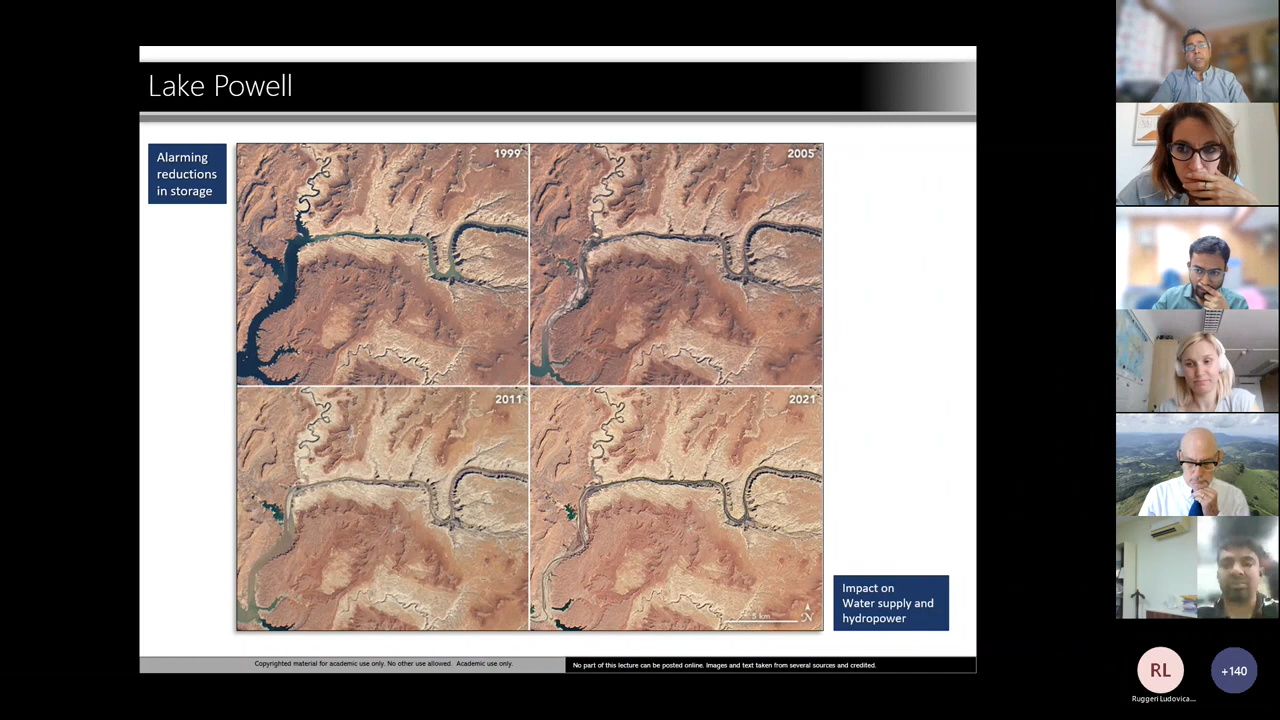 Lake Powell
Alarming
reductions
in storage
1999
2005
2011
2021
5 km
N
Impact on
Water supply and
hydropower
Copyrighted material for academic use only. No other use allowed. Academic use only.
No part of this lecture can be posted online. Images and text taken from several sources and credited.
RL
+140
Ruggeri Ludovica...